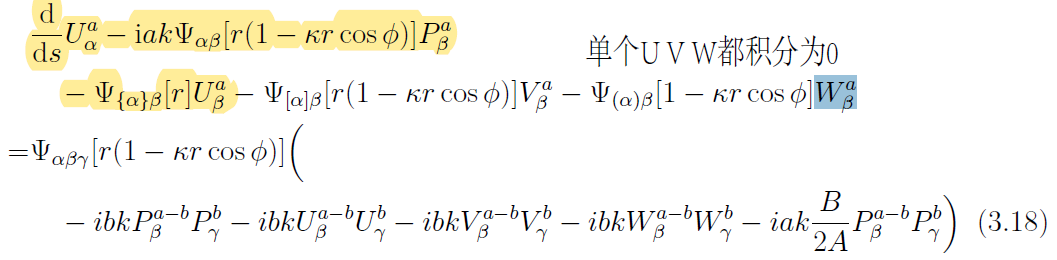 d/ds U^a_α − iakΨ_{αβ}[r(1 − κr cos ϕ)]P^a_β
单个U V W都积分为0
− Ψ_{{α}β}[r]U^a_β − Ψ_{[α]β}[r(1 − κr cos ϕ)]V^a_β − Ψ_{(α)β}[1 − κr cos ϕ]W^a_β
=Ψ_{αβγ}[r(1 − κr cos ϕ)](
− ibkP^{a−b}_β P^b_γ − ibkU^{a−b}_β U^b_γ − ibkV^{a−b}_β V^b_γ − ibkW^{a−b}_β W^b_γ − iak B/2A P^{a−b}_β P^b_γ) (3.18)